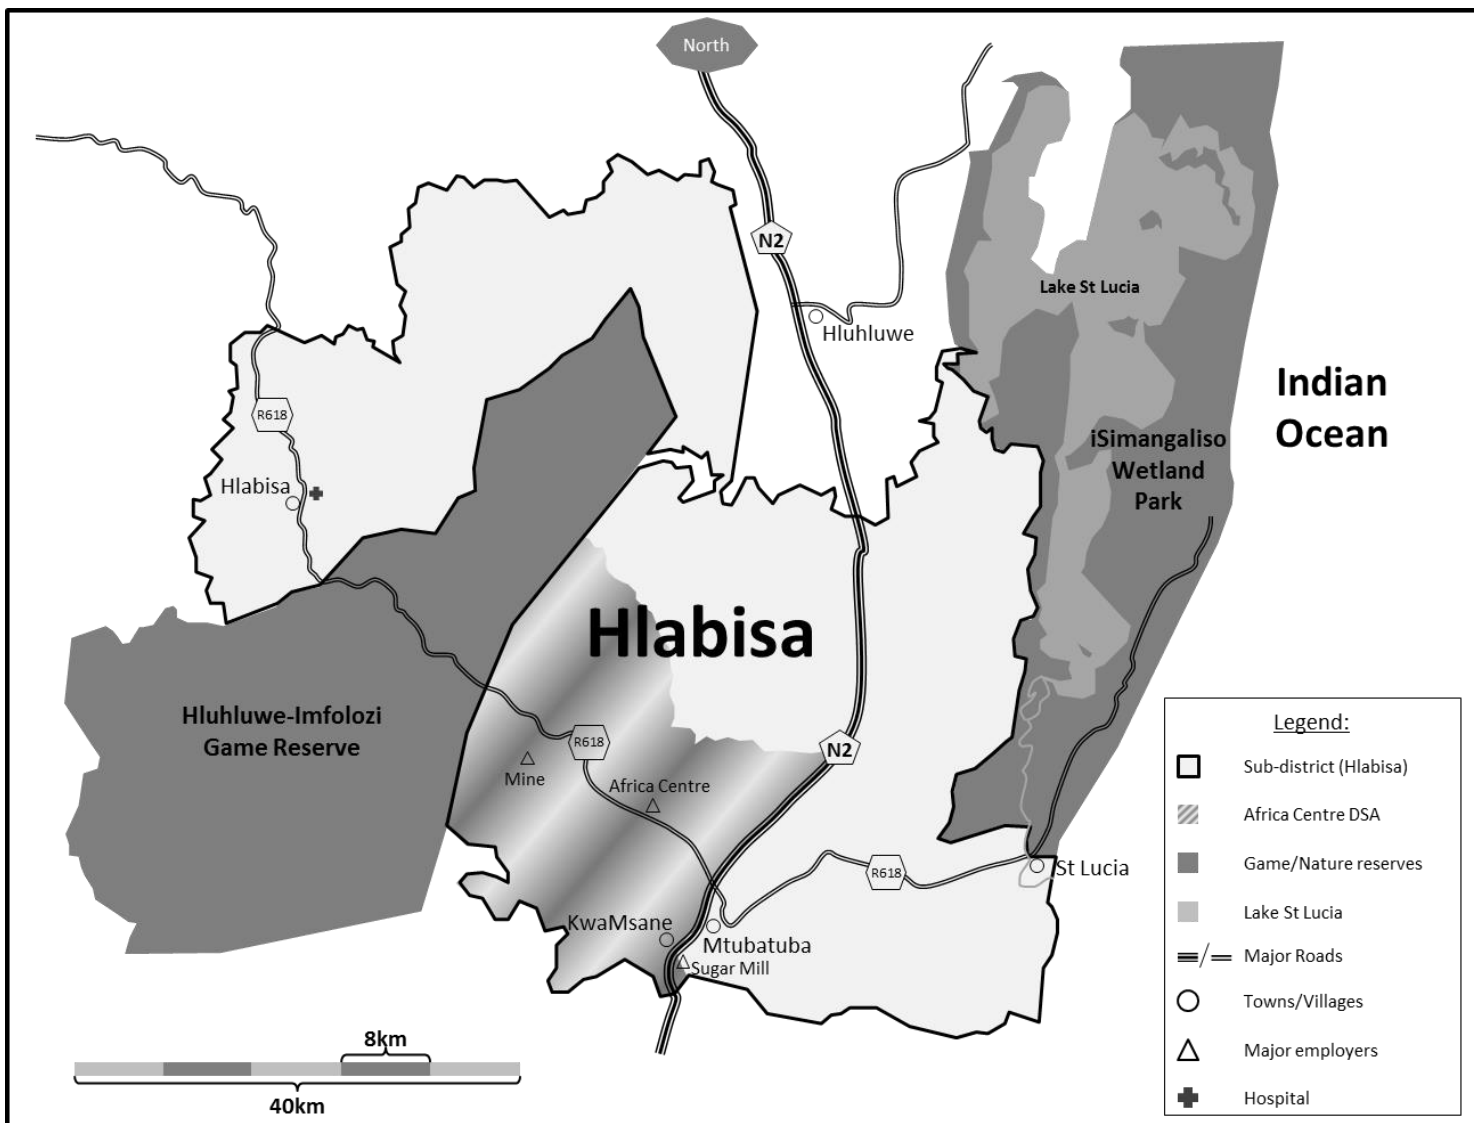 North
N2
Lake St Lucia
Hluhluwe
Indian
Ocean
R618
iSimangaliso
Wetland
Park
Hlabisa
Hlabisa
Hluhluwe-Imfolozi
Game Reserve
R618
N2
Mine
Africa Centre
R618
St Lucia
KwaMsane
Mtubatuba
Sugar Mill
8km
40km
Legend:
Sub-district (Hlabisa)
Africa Centre DSA
Game/Nature reserves
Lake St Lucia
Major Roads
Towns/Villages
Major employers
Hospital